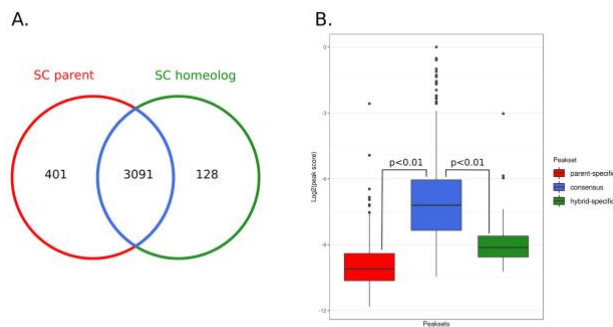 A.
SC parent
SC homeolog
401
3091
128
B.
0
-3
-6
-9
-12
Log2(peak score)
p<0.01
p<0.01
Peaksets
Peakset
parent-specific
consensus
hybrid-specific